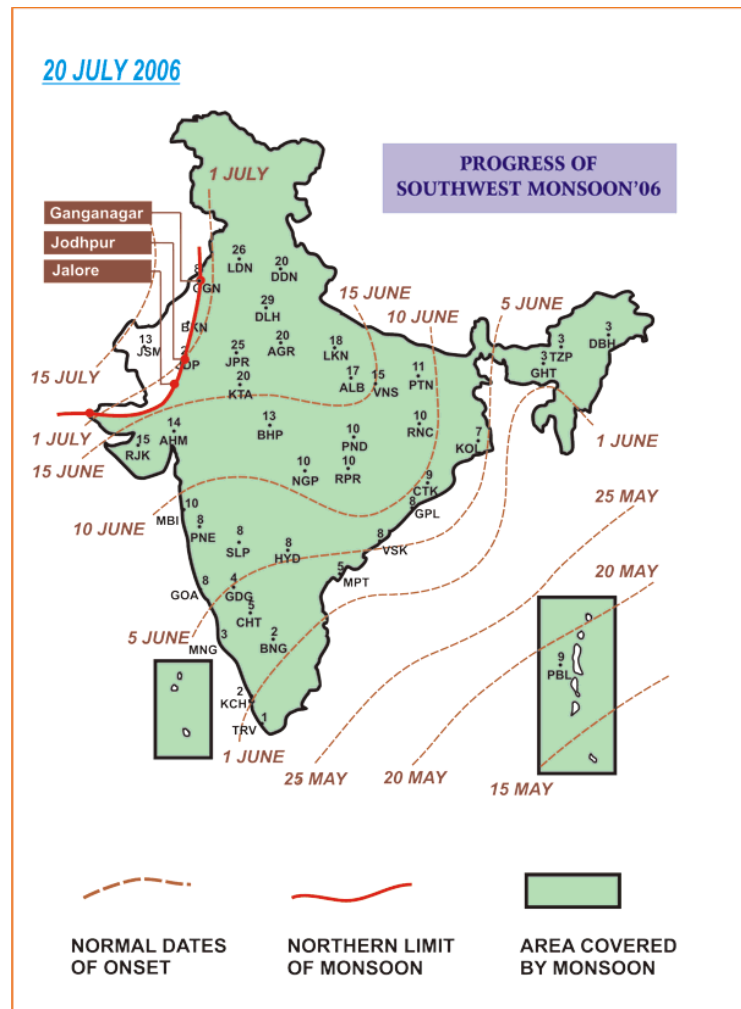 20 JULY 2006
PROGRESS OF
SOUTHWEST MONSOON'06
1 JULY
Ganganagar
Jodhpur
Jalore
26
LDN
20
DDN
8
GGN
15 JUNE
5 JUNE
10 JUNE
29
DLH
BKN
13
JSM
20
AGR
18
LKN
3
TZP
3
DBH
3
GHT
25
JPR
JDP
20
KTA
17
ALB
15
VNS
11
PTN
15 JULY
1 JULY
15 JUNE
14
AHM
15
RJK
13
BHP
10
PND
10
RNC
7
KOL
1 JUNE
10
NGP
10
RPR
9
CTK
8
GPL
25 MAY
10 JUNE
10
MBI
8
PNE
8
SLP
8
HYD
8
VSK
20 MAY
5
MPT
8
GOA
4
GDG
5
CHT
5 JUNE
3
MNG
2
BNG
9
PBL
2
KCH
1
TRV
1 JUNE
25 MAY
20 MAY
15 MAY
NORMAL DATES
OF ONSET
NORTHERN LIMIT
OF MONSOON
AREA COVERED
BY MONSOON